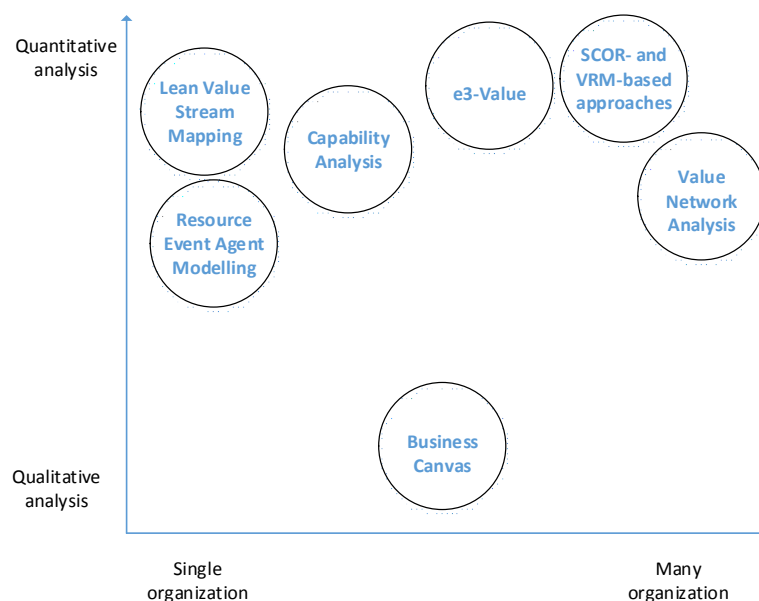 Quantitative
analysis
Lean Value
Stream
Mapping
Capability
Analysis
e3-Value
SCOR- and
VRM-based
approaches
Value
Network
Analysis
Resource
Event Agent
Modelling
Business
Canvas
Qualitative
analysis
Single
organization
Many
organization